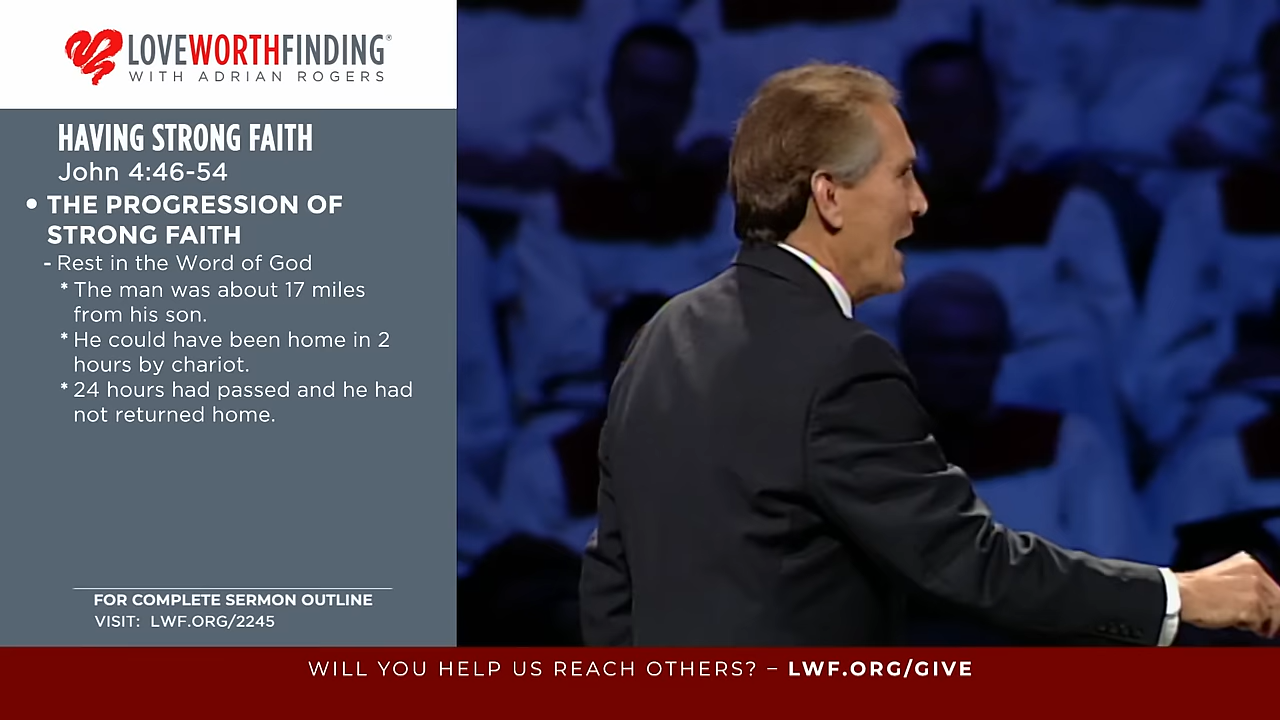 LOVEWORTHFINDING®
WITH ADRIAN ROGERS
HAVING STRONG FAITH
John 4:46-54
• THE PROGRESSION OF
STRONG FAITH
- Rest in the Word of God
* The man was about 17 miles
from his son.
* He could have been home in 2
hours by chariot.
* 24 hours had passed and he had
not returned home.
FOR COMPLETE SERMON OUTLINE
VISIT: LWF.ORG/2245
WILL YOU HELP US REACH OTHERS? – LWF.ORG/GIVE